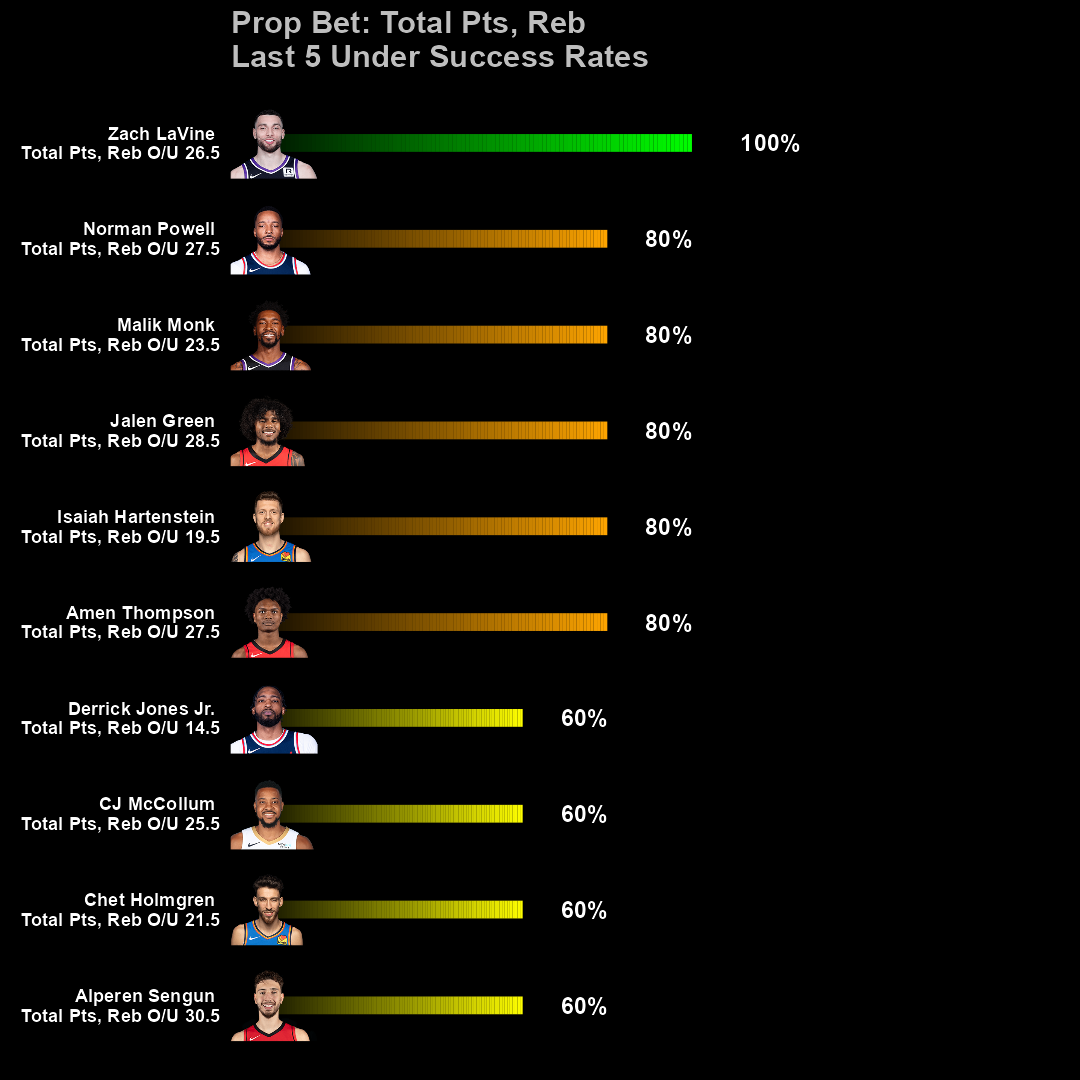 Prop Bet: Total Pts, Reb
Last 5 Under Success Rates
Zach LaVine
Total Pts, Reb O/U 26.5
100%
Norman Powell
Total Pts, Reb O/U 27.5
80%
Malik Monk
Total Pts, Reb O/U 23.5
80%
Jalen Green
Total Pts, Reb O/U 28.5
80%
Isaiah Hartenstein
Total Pts, Reb O/U 19.5
80%
Amen Thompson
Total Pts, Reb O/U 27.5
80%
Derrick Jones Jr.
Total Pts, Reb O/U 14.5
60%
CJ McCollum
Total Pts, Reb O/U 25.5
60%
Chet Holmgren
Total Pts, Reb O/U 21.5
60%
Alperen Sengun
Total Pts, Reb O/U 30.5
60%